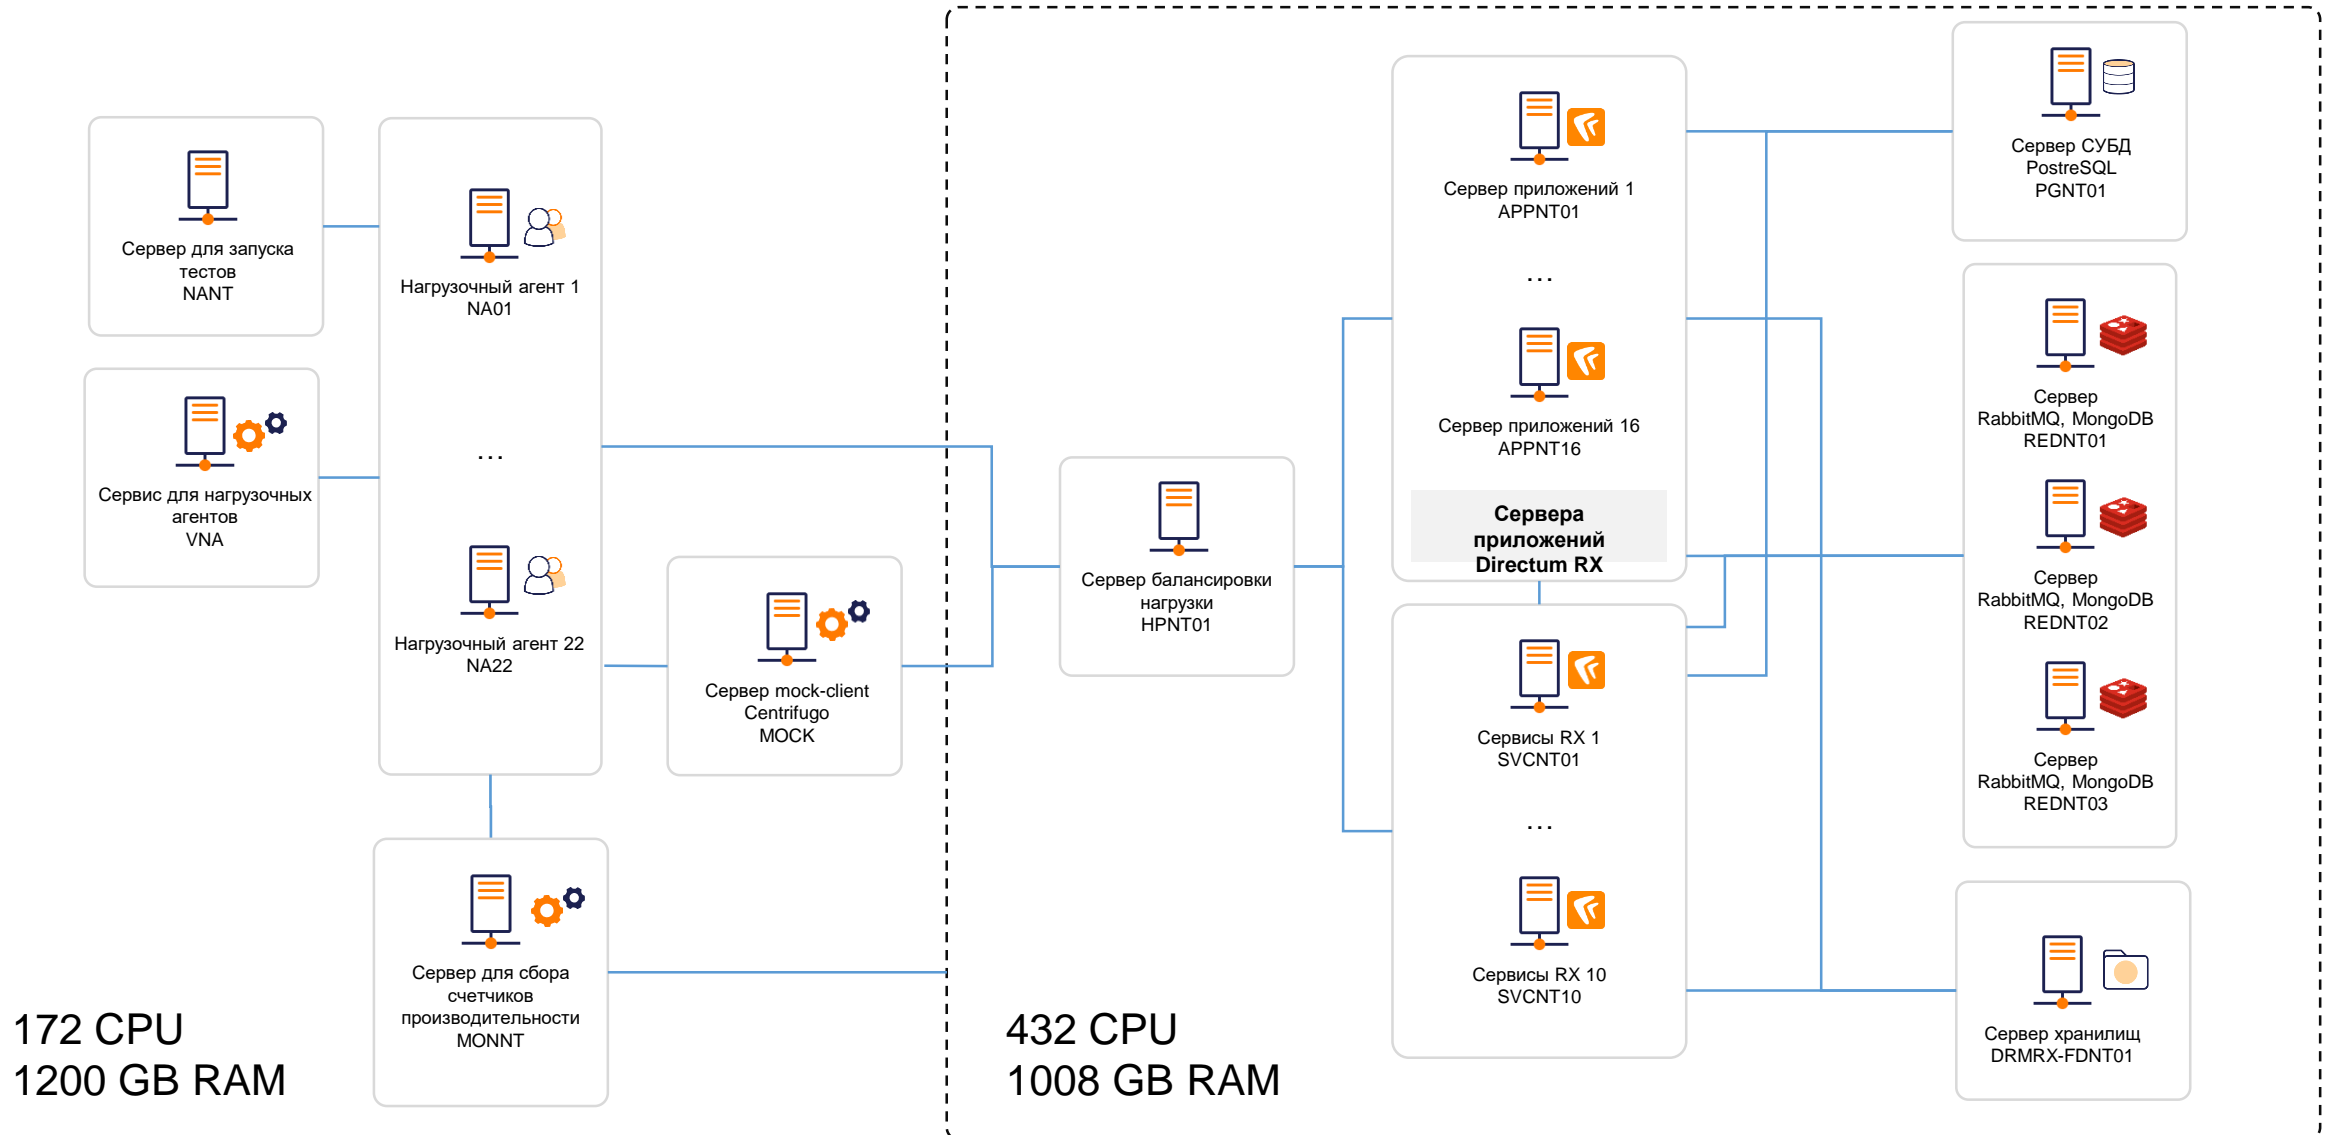 Сервер для запуска
тестов
NANT
Сервис для нагрузочных
агентов
VNA
Нагрузочный агент 1
NA01
...
Нагрузочный агент 22
NA22
Сервер mock-client
Centrifugo
MOCK
Сервер для сбора
счетчиков
производительности
MONNT
172 CPU
1200 GB RAM
Сервер балансировки
нагрузки
HPNT01
432 CPU
1008 GB RAM
Сервер приложений 1
APPNT01
...
Сервер приложений 16
APPNT16
Сервера
приложений
Directum RX
Сервисы RX 1
SVCNT01
...
Сервисы RX 10
SVCNT10
Сервер СУБД
PostreSQL
PGNT01
Сервер
RabbitMQ, MongoDB
REDNT01
Сервер
RabbitMQ, MongoDB
REDNT02
Сервер
RabbitMQ, MongoDB
REDNT03
Сервер хранилищ
DRMRX-FDNT01